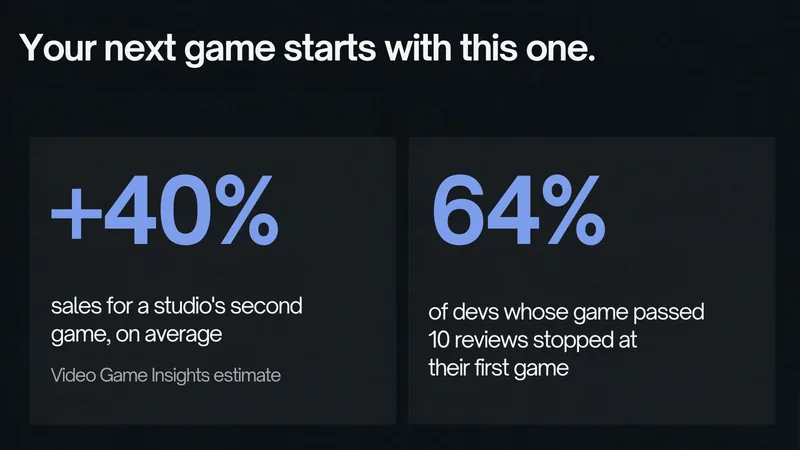 Your next game starts with this one.
+40%
sales for a studio's second
game, on average
Video Game Insights estimate
64%
of devs whose game passed
10 reviews stopped at
their first game